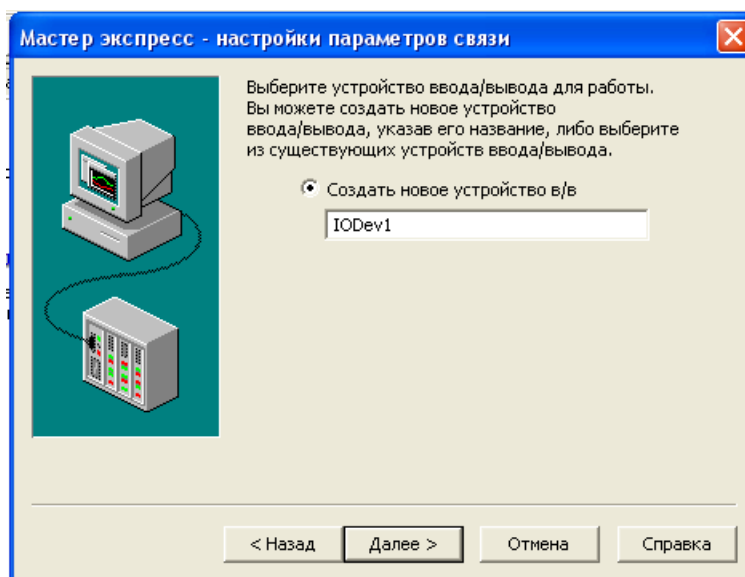 Мастер экспресс - настройки параметров связи
Выберите устройство ввода/вывода для работы.
Вы можете создать новое устройство
ввода/вывода, указав его название, либо выберите
из существующих устройств ввода/вывода.
Создать новое устройство в/в
IODev1
< Назад
Далее >
Отмена
Справка